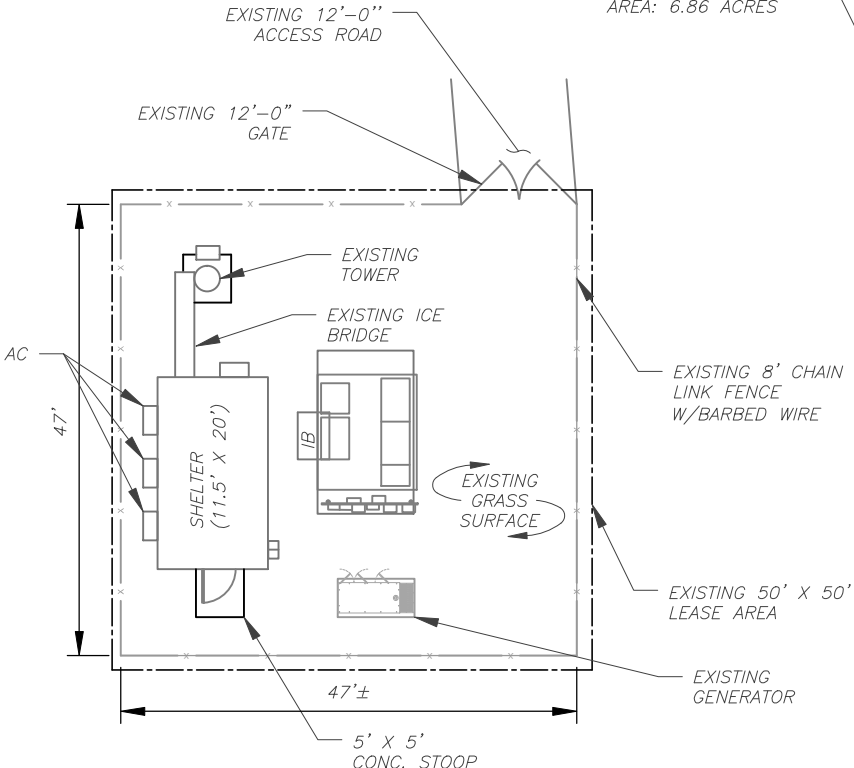 AREA: 6.86 ACRES
EXISTING 12'-0"
ACCESS ROAD
EXISTING 12'-0"
GATE
EXISTING
TOWER
EXISTING ICE
BRIDGE
AC
EXISTING 8' CHAIN
LINK FENCE
W/BARBED WIRE
47'
SHELTER
(11.5' X 20')
IB
EXISTING
GRASS
SURFACE
EXISTING 50' X 50'
LEASE AREA
EXISTING
GENERATOR
47'±
5' X 5'
CONC. STOOP